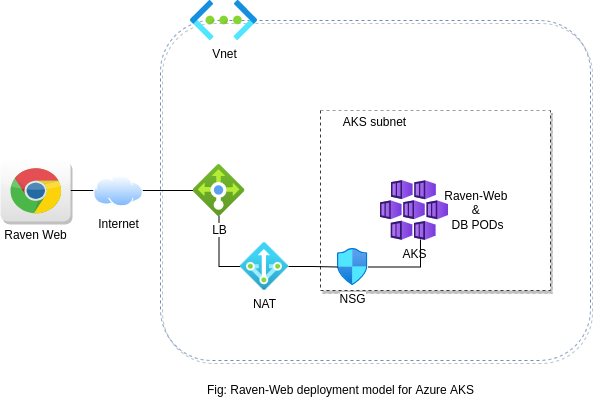 Vnet
AKS subnet
Raven-Web
&
DB PODs
Raven Web
Internet
LB
AKS
NAT
NSG
Fig: Raven-Web deployment model for Azure AKS